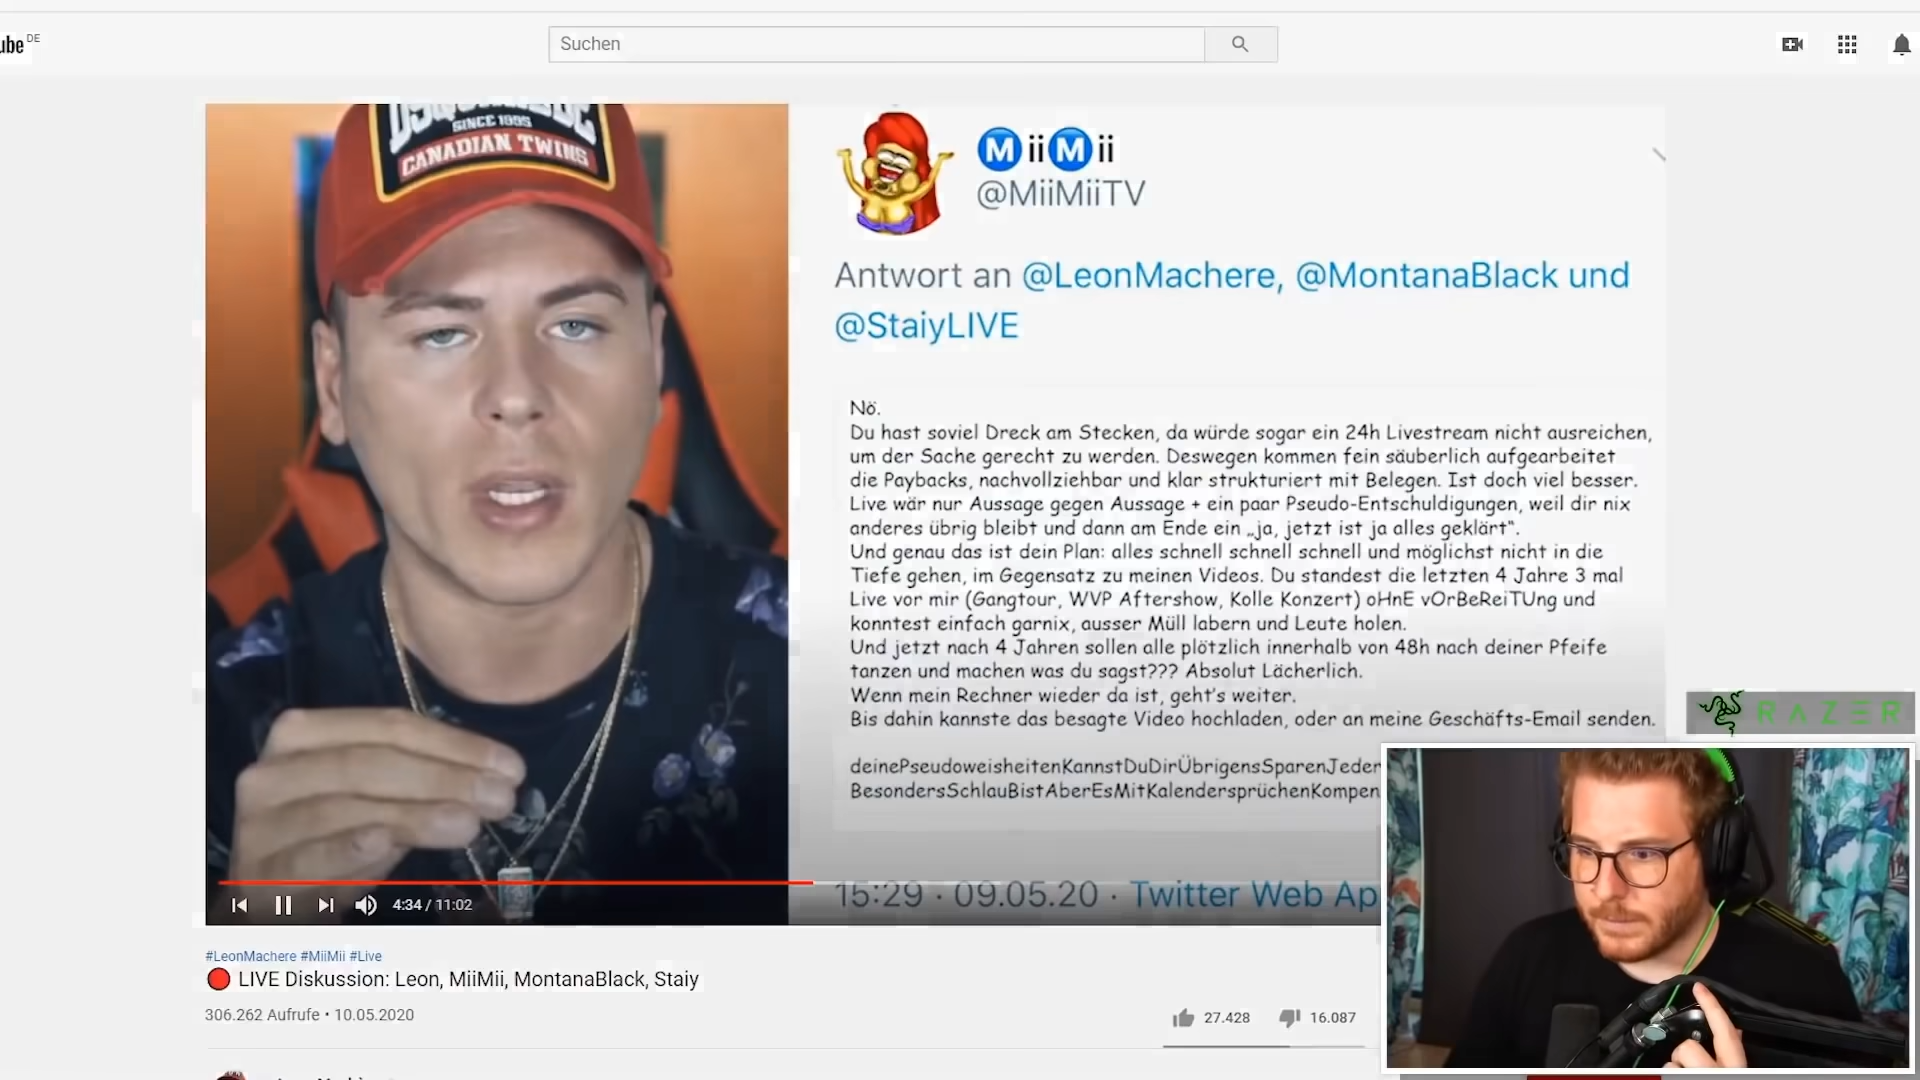 DE
Suchen
SINCE 1995
CANADIAN TWINS
MiiMii
@MiiMiiTV
Antwort an @LeonMachere, @MontanaBlack und
@StaiyLIVE
Nö.
Du hast soviel Dreck am Stecken, da würde sogar ein 24h Livestream nicht ausreichen,
um der Sache gerecht zu werden. Deswegen kommen fein säuberlich aufgearbeitet
die Paybacks, nachvollziehbar und klar strukturiert mit Belegen. Ist doch viel besser.
Live wär nur Aussage gegen Aussage + ein paar Pseudo-Entschuldigungen, weil dir nix
anderes übrig bleibt und dann am Ende ein „ja, jetzt ist ja alles geklärt“.
Und genau das ist dein Plan: alles schnell schnell schnell und möglichst nicht in die
Tiefe gehen, im Gegensatz zu meinen Videos. Du standest die letzten 4 Jahre 3 mal
Live vor mir (Gangtour, WVP Aftershow, Kolle Konzert) oHnE vOrBeReiTUng und
konntest einfach garnix, ausser Müll labern und Leute holen.
Und jetzt nach 4 Jahren sollen alle plötzlich innerhalb von 48h nach deiner Pfeife
tanzen und machen was du sagst??? Absolut Lächerlich.
Wenn mein Rechner wieder da ist, geht's weiter.
Bis dahin kannste das besagte Video hochladen, oder an meine Geschäfts-Email senden.
deinePseudoweisheitenKannstDuDirÜbrigensSparenJeder
BesondersSchlauBistAberEsMitKalendersprüchenKompen
15:29 · 09.05.20 · Twitter Web Ap
4:34 / 11:02
RAZER
#LeonMachere #MiiMii #Live
LIVE Diskussion: Leon, MiiMii, MontanaBlack, Staiy
306.262 Aufrufe • 10.05.2020
27.428
16.087